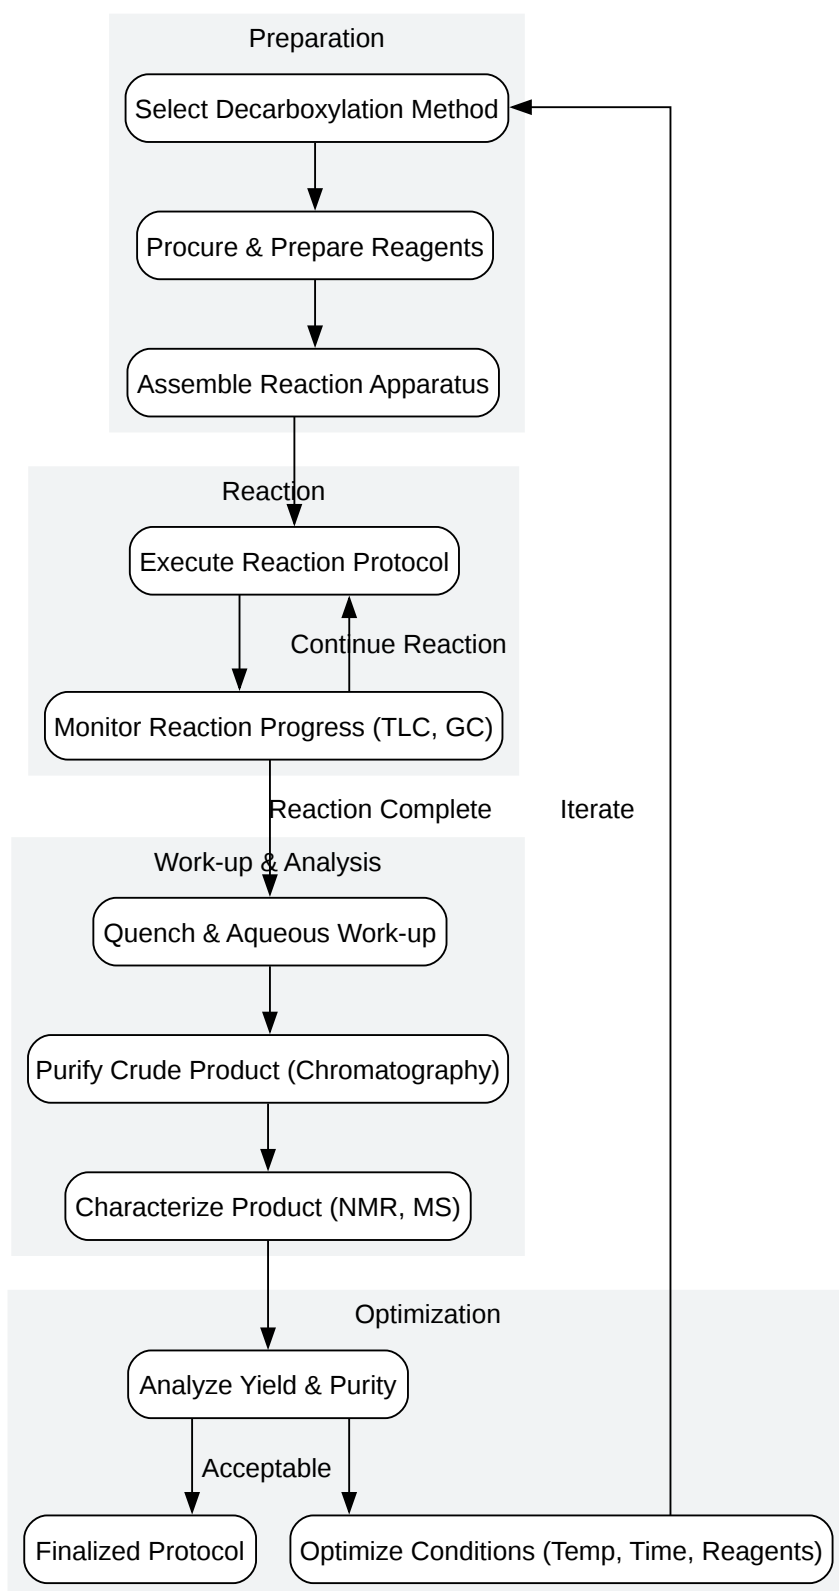 Preparation
Select Decarboxylation Method
Procure & Prepare Reagents
Assemble Reaction Apparatus
Reaction
Execute Reaction Protocol
Continue Reaction
Monitor Reaction Progress (TLC, GC)
Reaction Complete
Iterate
Work-up & Analysis
Quench & Aqueous Work-up
Purify Crude Product (Chromatography)
Characterize Product (NMR, MS)
Optimization
Analyze Yield & Purity
Acceptable
Finalized Protocol
Optimize Conditions (Temp, Time, Reagents)